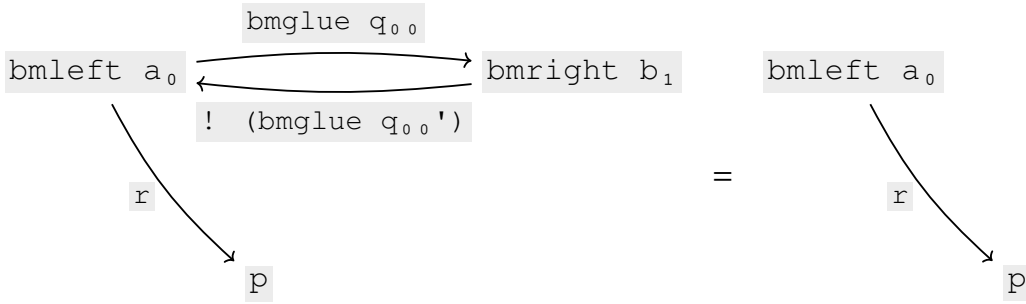 bmglue q₀₀
bmleft a₀ bmright b₁ bmleft a₀
! (bmglue q₀₀')
=
r r
p p